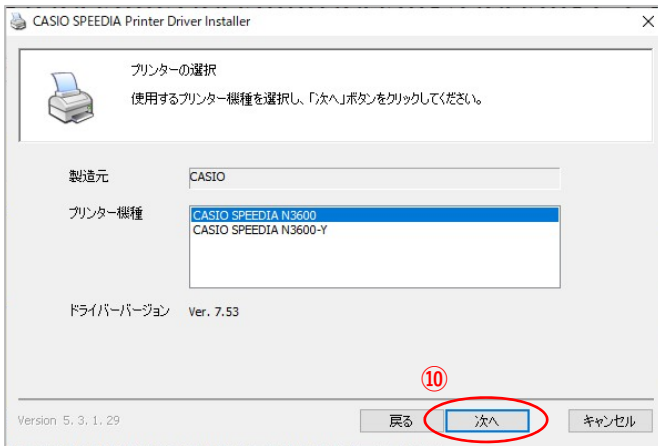 CASIO SPEEDIA Printer Driver Installer
プリンターの選択
使用するプリンター機種を選択し、「次へ」ボタンをクリックしてください。
製造元 CASIO
プリンター機種 CASIO SPEEDIA N3600
CASIO SPEEDIA N3600-Y
ドライバーバージョン Ver. 7.53
⑩
Version 5.3.1.29 戻る 次へ キャンセル